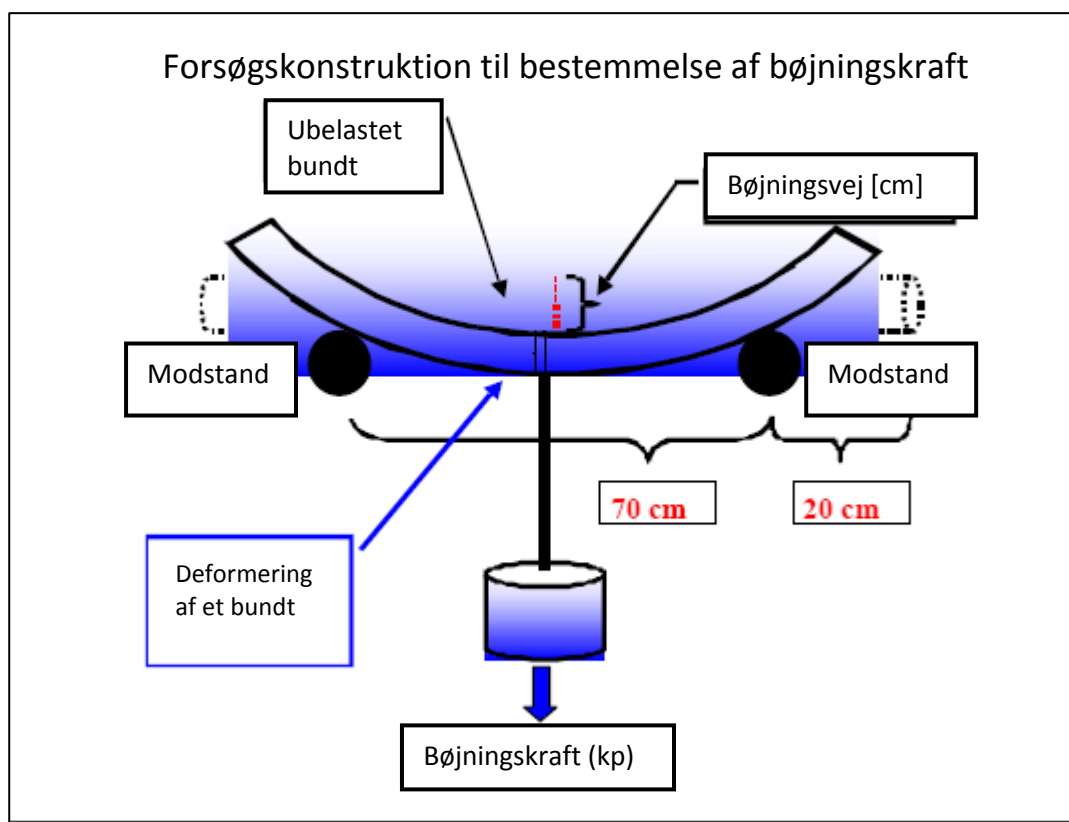 Forsøgskonstruktion til bestemmelse af bøjningskraft
Ubelastet
bundt
Bøjningsvej [cm]
Modstand
Modstand
70 cm
20 cm
Deformering
af et bundt
Bøjningskraft (kp)